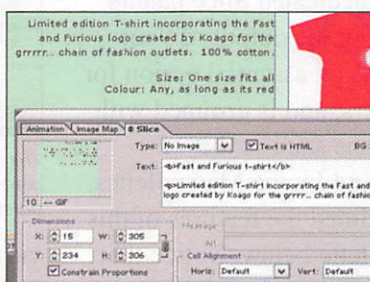 Limited edition T-shirt incorporating the Fast
and Furious logo created by Koago for the
grrrr... chain of fashion outlets. 100% cotton.
Size: One size fits all
Colour: Any, as long as its red
Animation Image Map Slice
Type: No Image Text is HTML BG
Text: <b>Fast and Furious t-shirt</b>
<p>Limited edition T-shirt incorporating the Fast and
logo created by Koago for the grrrr... chain of fashio
10 -- GIF
Dimensions
X: 15 W: 305
Message:
Alt:
Y: 234 H: 306
Cell Alignment
Constrain Proportions
Horiz: Default Vert: Default